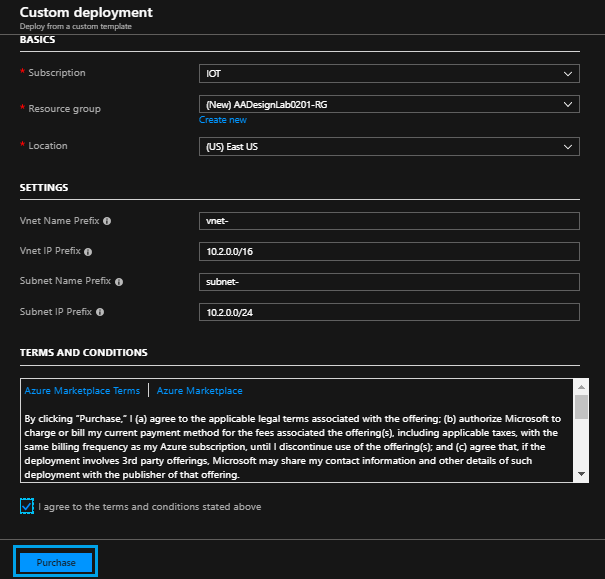 Custom deployment
Deploy from a custom template
BASICS
* Subscription
IOT
* Resource group
(New) AADesignLab0201-RG
Create new
* Location
(US) East US
SETTINGS
Vnet Name Prefix
vnet-
Vnet IP Prefix
10.2.0.0/16
Subnet Name Prefix
subnet-
Subnet IP Prefix
10.2.0.0/24
TERMS AND CONDITIONS
Azure Marketplace Terms | Azure Marketplace
By clicking "Purchase," I (a) agree to the applicable legal terms associated with the offering; (b) authorize Microsoft to
charge or bill my current payment method for the fees associated the offering(s), including applicable taxes, with the
same billing frequency as my Azure subscription, until I discontinue use of the offering(s); and (c) agree that, if the
deployment involves 3rd party offerings, Microsoft may share my contact information and other details of such
deployment with the publisher of that offering.
I agree to the terms and conditions stated above
Purchase